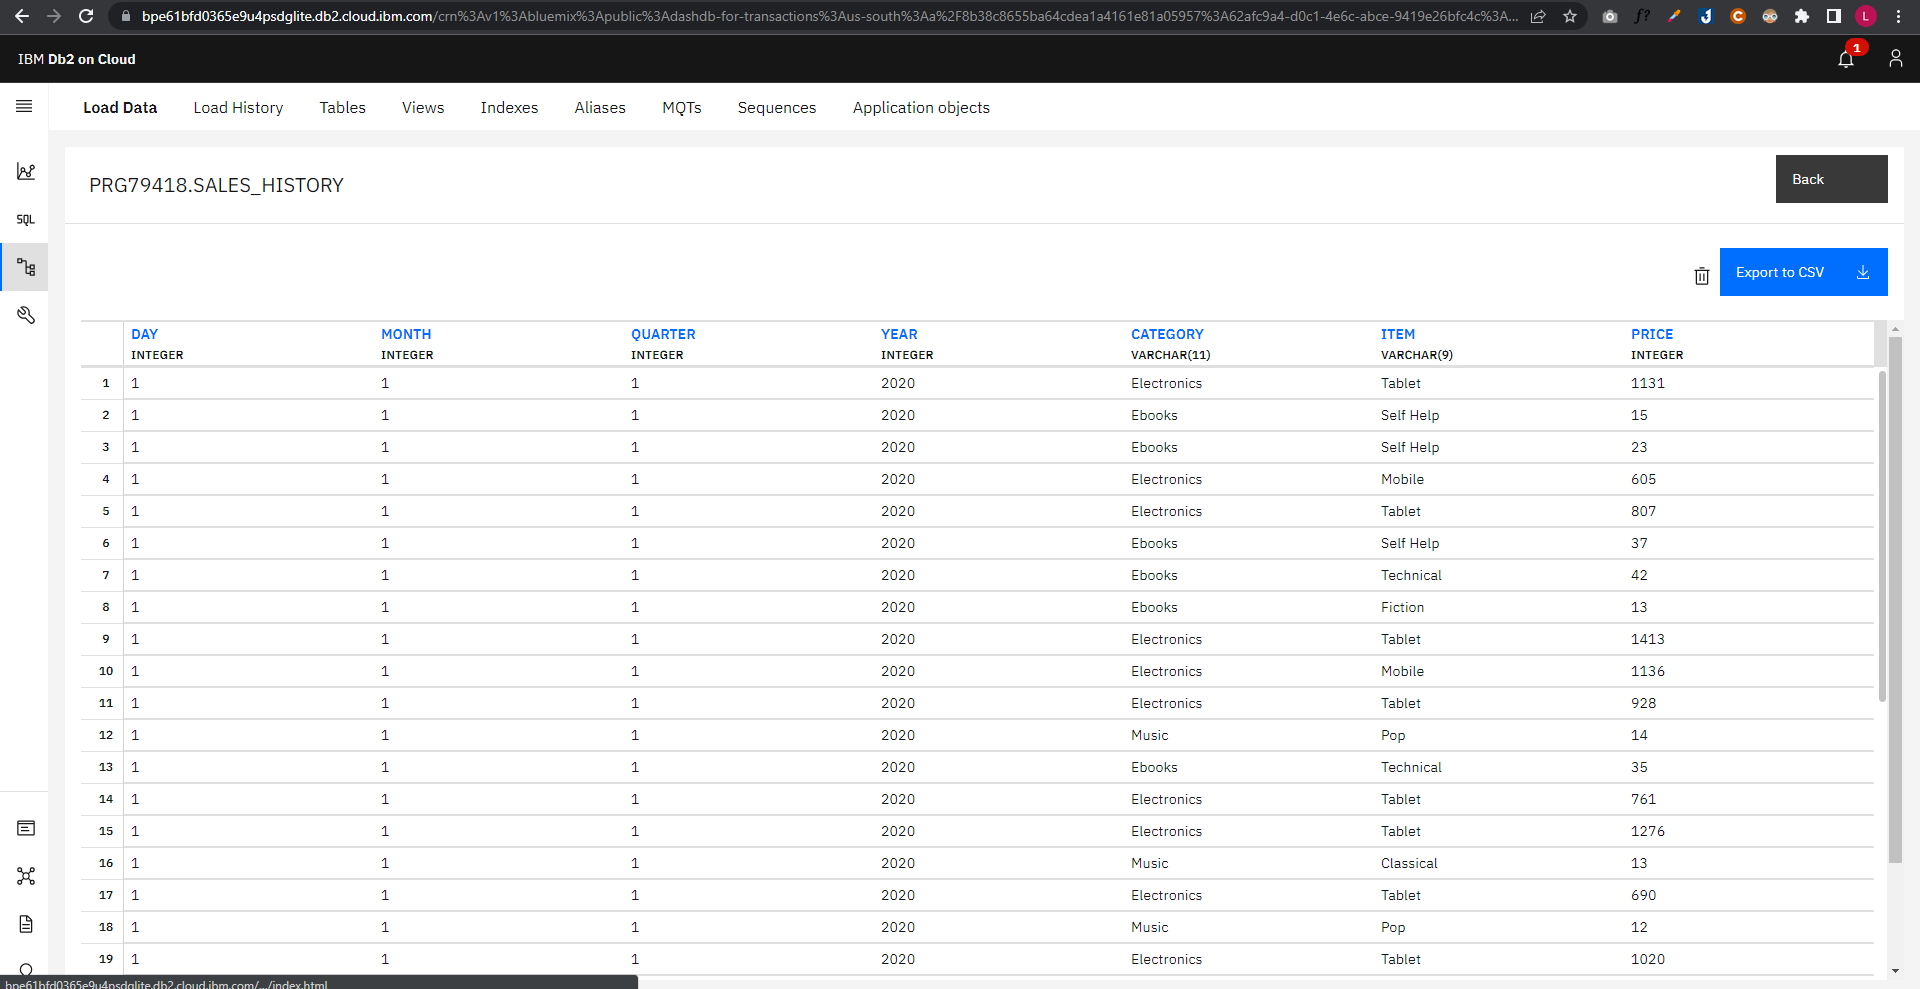 bpe61bfd0365e9u4psdglite.db2.cloud.ibm.com/crn%3Av1%3Abluemix%3Apublic%3Adashdb-for-transactions%3Aus-south%3Aa%2F8b38c8655ba64cdea1a4161e81a05957%3A62afc9a4-d0c1-4e6c-abce-9419e26bfc4c%3A...
f? C L
IBM Db2 on Cloud 1
Load Data Load History Tables Views Indexes Aliases MQTs Sequences Application objects
PRG79418.SALES_HISTORY Back
SQL
Export to CSV
DAY MONTH QUARTER YEAR CATEGORY ITEM PRICE
INTEGER INTEGER INTEGER INTEGER VARCHAR(11) VARCHAR(9) INTEGER
1 1 1 1 2020 Electronics Tablet 1131
2 1 1 1 2020 Ebooks Self Help 15
3 1 1 1 2020 Ebooks Self Help 23
4 1 1 1 2020 Electronics Mobile 605
5 1 1 1 2020 Electronics Tablet 807
6 1 1 1 2020 Ebooks Self Help 37
7 1 1 1 2020 Ebooks Technical 42
8 1 1 1 2020 Ebooks Fiction 13
9 1 1 1 2020 Electronics Tablet 1413
10 1 1 1 2020 Electronics Mobile 1136
11 1 1 1 2020 Electronics Tablet 928
12 1 1 1 2020 Music Pop 14
13 1 1 1 2020 Ebooks Technical 35
14 1 1 1 2020 Electronics Tablet 761
15 1 1 1 2020 Electronics Tablet 1276
16 1 1 1 2020 Music Classical 13
17 1 1 1 2020 Electronics Tablet 690
18 1 1 1 2020 Music Pop 12
19 1 1 1 2020 Electronics Tablet 1020
bpe61bfd0365e9u4psdglite.db2.cloud.ibm.com/.../index.html